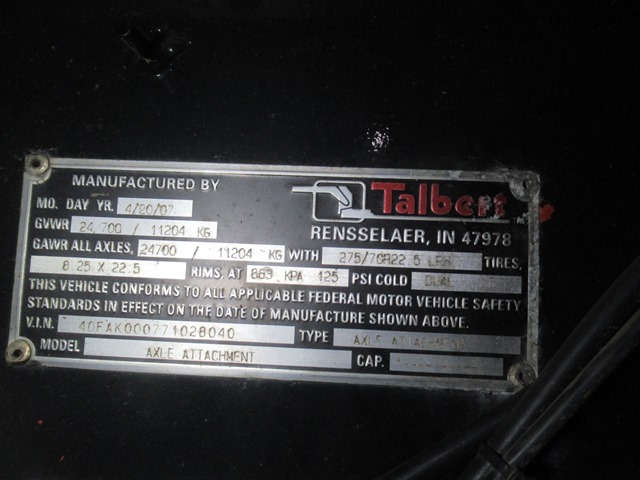 MANUFACTURED BY Talbert
MO. DAY YR. 4/20/07 RENSSELAER, IN 47978
GVWR 24,700 / 11204 KG
GAWR ALL AXLES, 24700 / 11204 KG WITH 275/70R22.5 TIRES,
8.25 X 22.5 RIMS, AT 863 KPA 125 PSI COLD DUAL
THIS VEHICLE CONFORMS TO ALL APPLICABLE FEDERAL MOTOR VEHICLE SAFETY
STANDARDS IN EFFECT ON THE DATE OF MANUFACTURE SHOWN ABOVE.
V.I.N. 40FAK000771028040 TYPE AXLE ATTACHMENT
MODEL AXLE ATTACHMENT CAP.